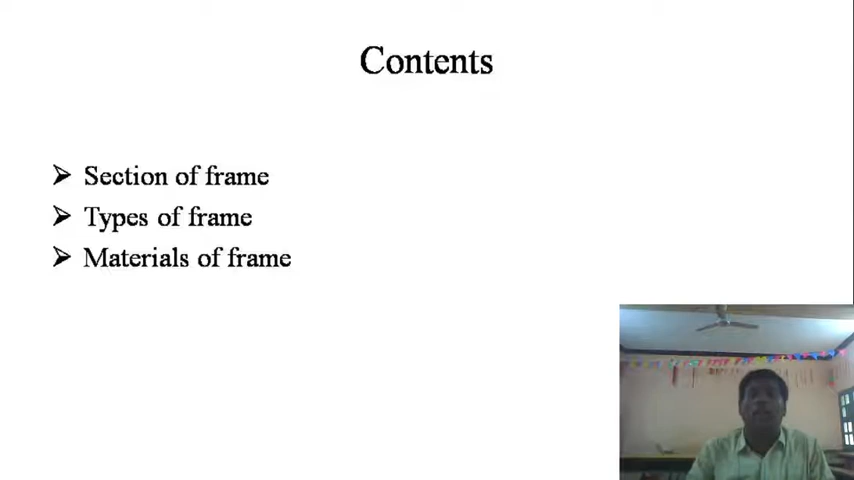 Contents
Section of frame
Types of frame
Materials of frame